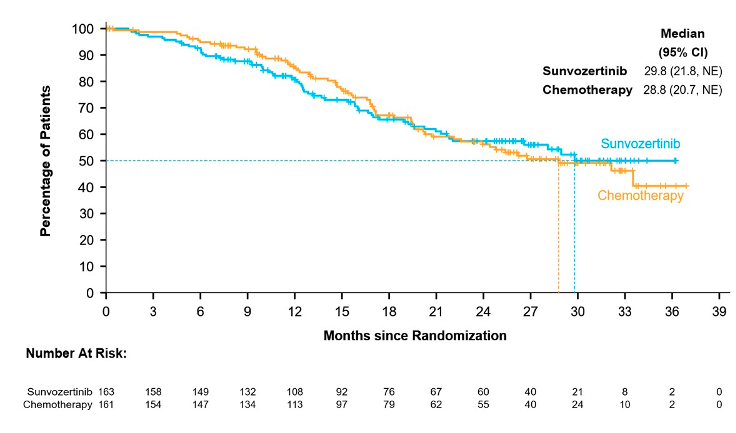 Median
(95% CI)
Sunvozertinib 29.8 (21.8, NE)
Chemotherapy 28.8 (20.7, NE)
Percentage of Patients
100
90
80
70
60
50
40
30
20
10
0
Sunvozertinib
Chemotherapy
0 3 6 9 12 15 18 21 24 27 30 33 36 39
Months since Randomization
Number At Risk:
Sunvozertinib 163 158 149 132 108 92 76 67 60 40 21 8 2 0
Chemotherapy 161 154 147 134 113 97 79 62 55 40 24 10 2 0